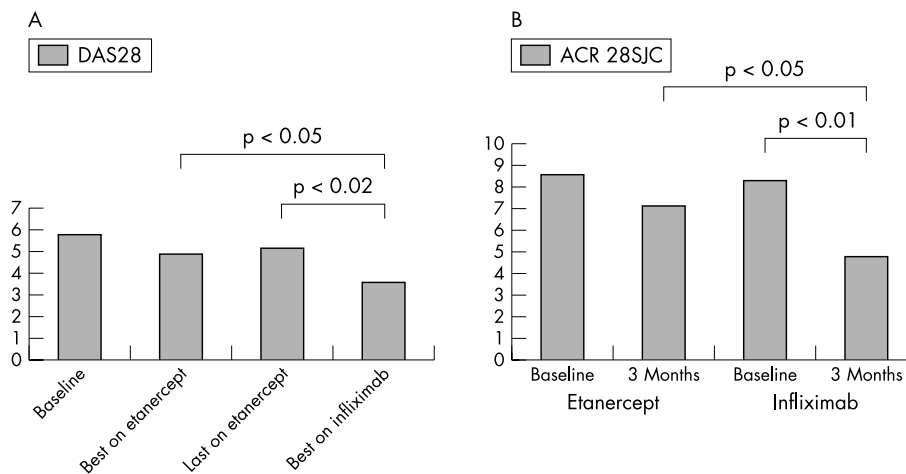 A
DAS28
p < 0.05
p < 0.02
7
6
5
4
3
2
1
0
Baseline
Best on etanercept
Last on etanercept
Best on infliximab
B
ACR 28SJC
p < 0.05
p < 0.01
10
9
8
7
6
5
4
3
2
1
0
Baseline 3 Months Baseline 3 Months
Etanercept Infliximab